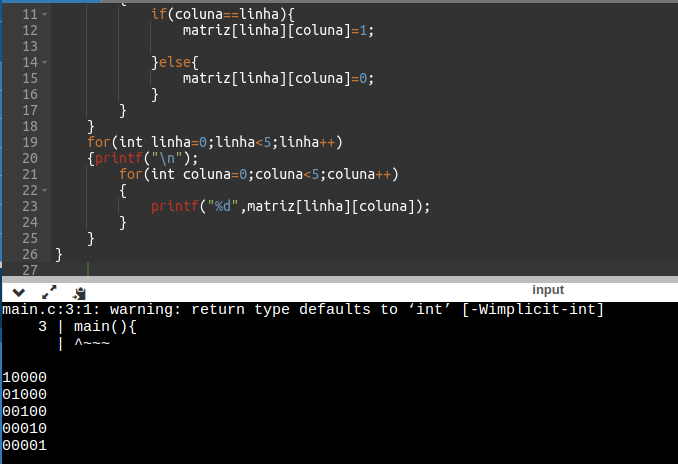 11 if(coluna==linha){
12 matriz[linha][coluna]=1;
13
14 }else{
15 matriz[linha][coluna]=0;
16 }
17 }
18 }
19 for(int linha=0;linha<5;linha++)
20 {printf("\n");
21 for(int coluna=0;coluna<5;coluna++)
22 {
23 printf("%d",matriz[linha][coluna]);
24 }
25 }
26 }
27
input
main.c:3:1: warning: return type defaults to ‘int’ [-Wimplicit-int]
3 | main(){
| ^~~~
10000
01000
00100
00010
00001